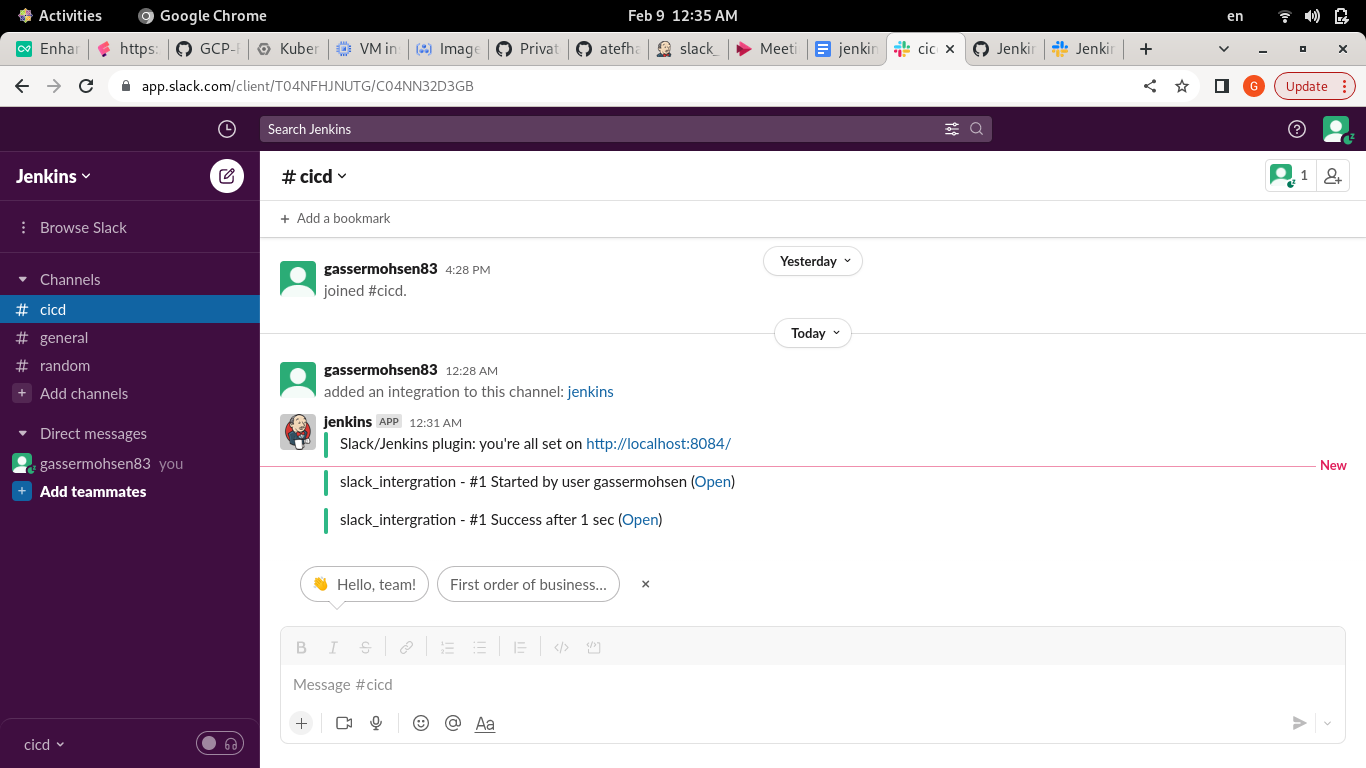 Activities
Google Chrome
Feb 9 12:35 AM
en
Enhan
https:
GCP-
Kuber
VM in
Image
Privat
atefha
slack_
Meeti
jenkin
cicd
Jenkin
Jenkin
app.slack.com/client/T04NFHJNUTG/C04NN32D3GB
G
Update
Search Jenkins
Jenkins
# cicd
1
Browse Slack
+ Add a bookmark
Channels
# cicd
# general
# random
+ Add channels
Direct messages
gassermohsen83 you
+ Add teammates
cicd
Yesterday
gassermohsen83 4:28 PM
joined #cicd.
Today
gassermohsen83 12:28 AM
added an integration to this channel: jenkins
jenkins APP 12:31 AM
Slack/Jenkins plugin: you're all set on http://localhost:8084/
New
slack_intergration - #1 Started by user gassermohsen (Open)
slack_intergration - #1 Success after 1 sec (Open)
👋 Hello, team!
First order of business...
B I S
Message #cicd
@ Aa